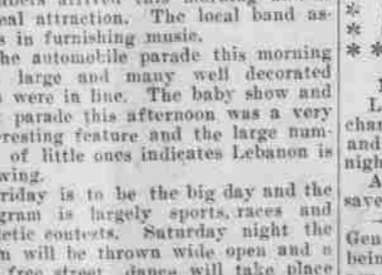 eal attraction. The local band as-
s in furnishing music.
he automobile parade this morning
large and many well decorated
were in line. The baby show and
parade this afternoon was a very
eresting feature and the large num-
of little ones indicates Lebanon is
wing.
riday is to be the big day and the
gram is largely sports, races and
letic contests. Saturday night the
n will be thrown wide open and a
free street dance will take place
*
*
* *
L
char
and
nigh
A
save
Gen
bein